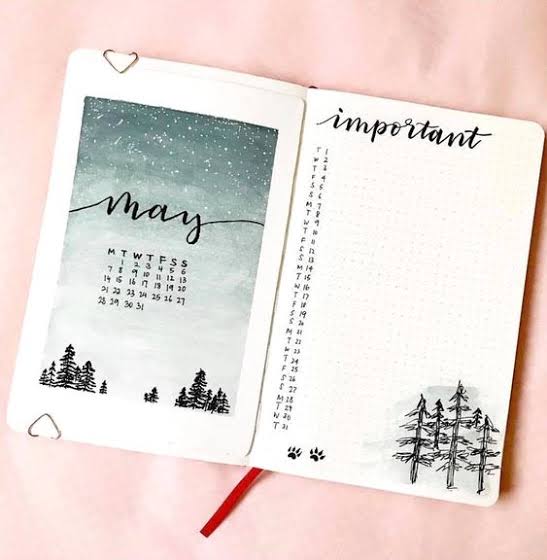 may
M T W T F S S
1 2 3 4 5 6
7 8 9 10 11 12 13
14 15 16 17 18 19 20
21 22 23 24 25 26 27
28 29 30 31
important
T 1
W 2
T 3
F 4
S 5
S 6
M 7
T 8
W 9
T 10
F 11
S 12
S 13
M 14
T 15
W 16
T 17
F 18
S 19
S 20
M 21
T 22
W 23
T 24
F 25
S 26
S 27
M 28
T 29
W 30
T 31